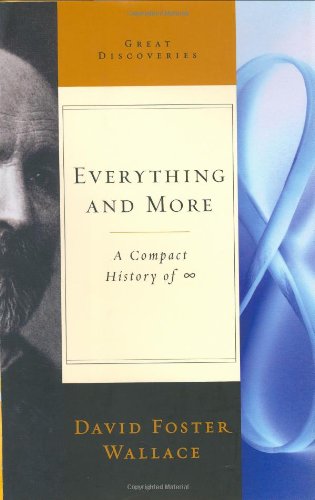 Great
Discoveries
Everything
and More
A Compact
History of ∞
David Foster
Wallace